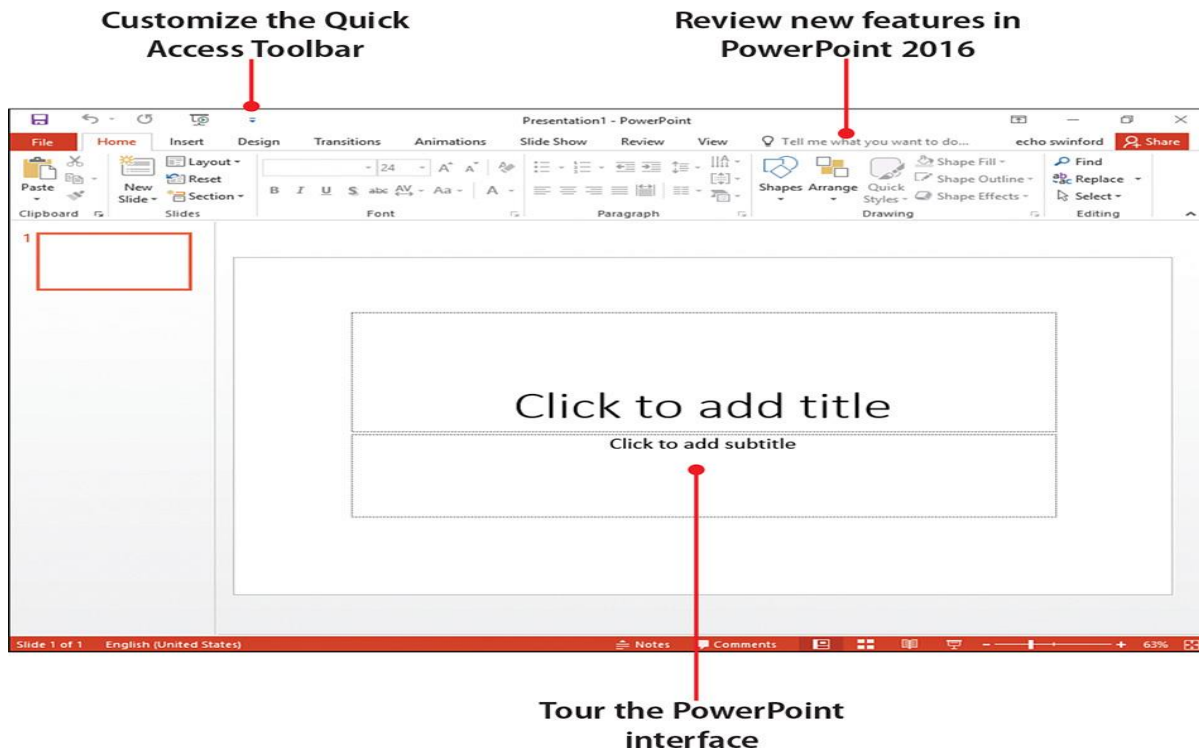 Customize the Quick
Access Toolbar
Review new features in
PowerPoint 2016
Presentation1 - PowerPoint
File Home Insert Design Transitions Animations Slide Show Review View Tell me what you want to do... echo swinford Share
Paste
New
Slide
Layout
Reset
Section
24 A A
B I U S abc AV Aa A
Shapes Arrange Quick
Styles
Shape Fill
Shape Outline
Shape Effects
Find
Replace
Select
Clipboard Slides Font Paragraph Drawing Editing
1
Click to add title
Click to add subtitle
Slide 1 of 1 English (United States) Notes Comments - + 63%
Tour the PowerPoint
interface